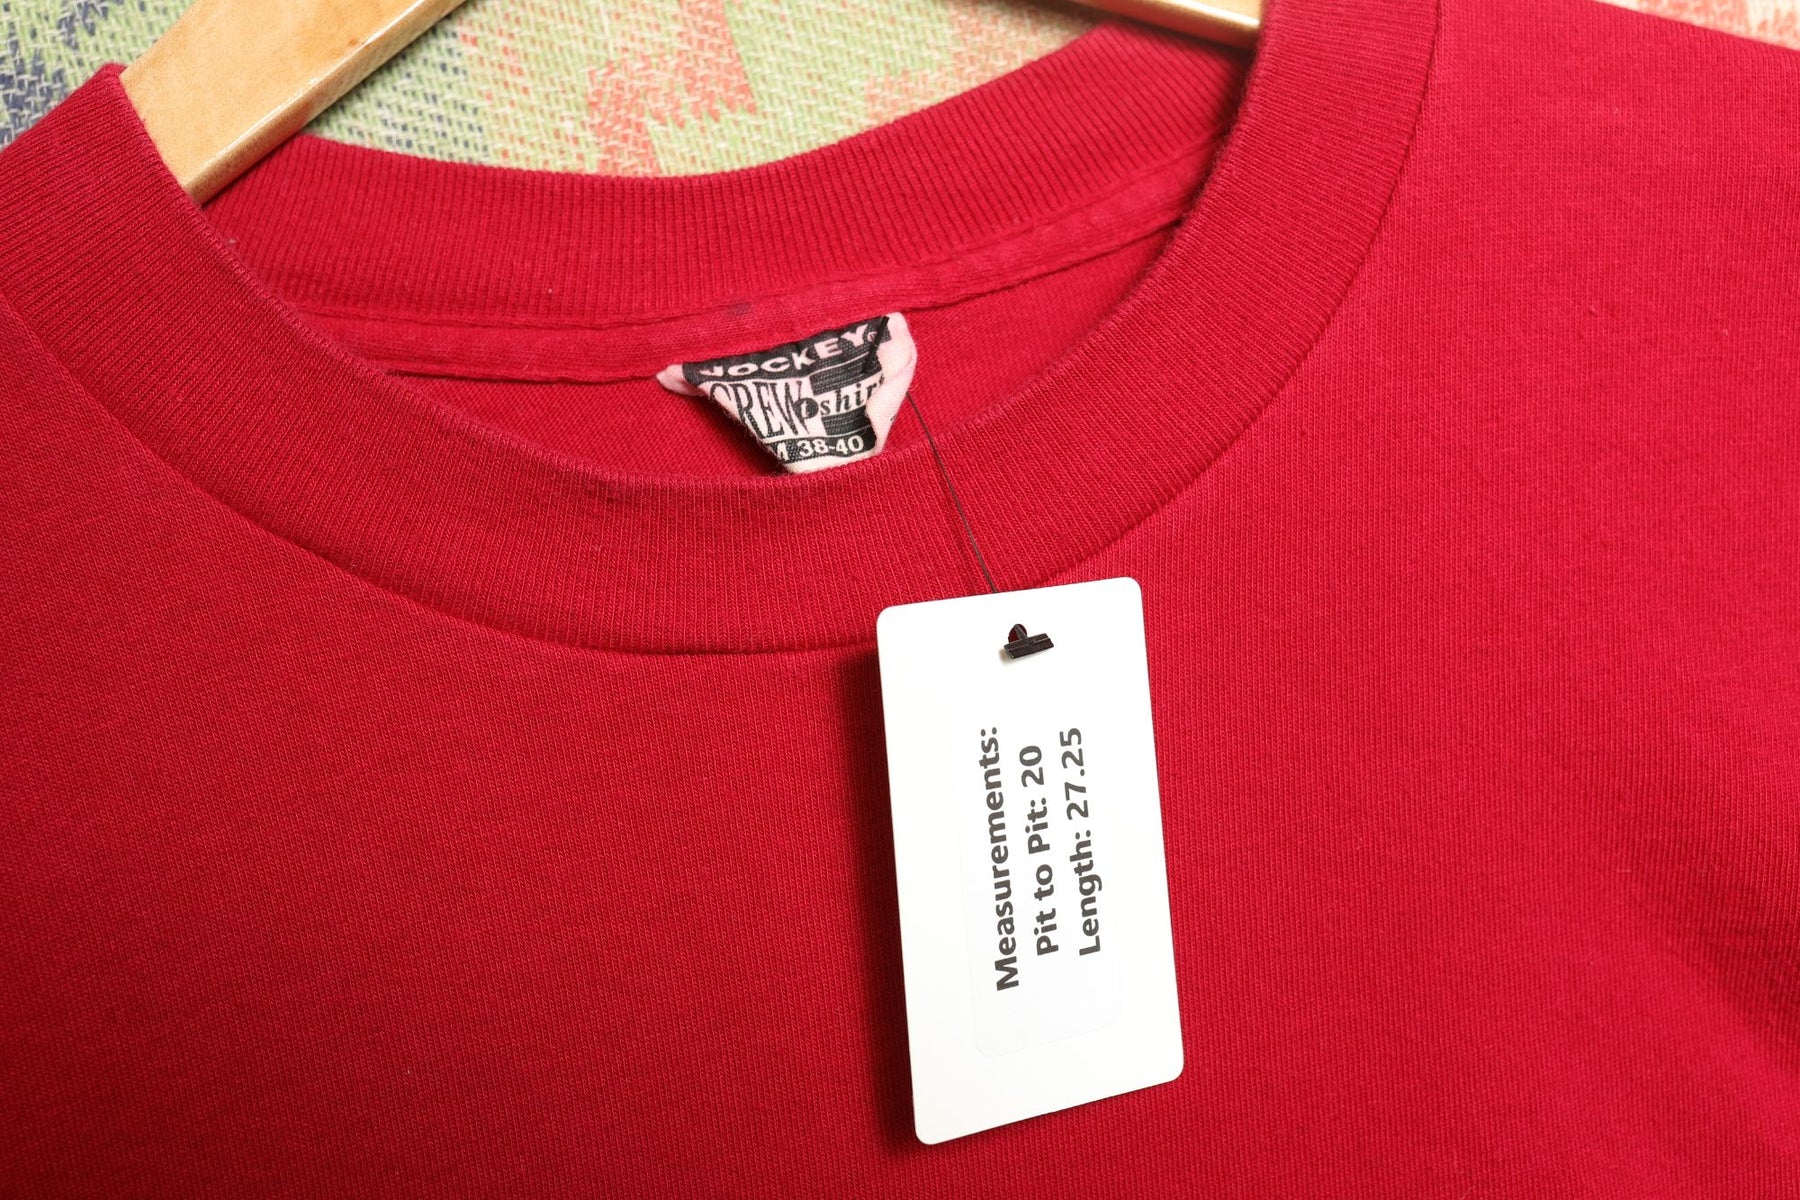 JOCKEY
CREW t shirt
M 38-40
Measurements:
Pit to Pit: 20
Length: 27.25